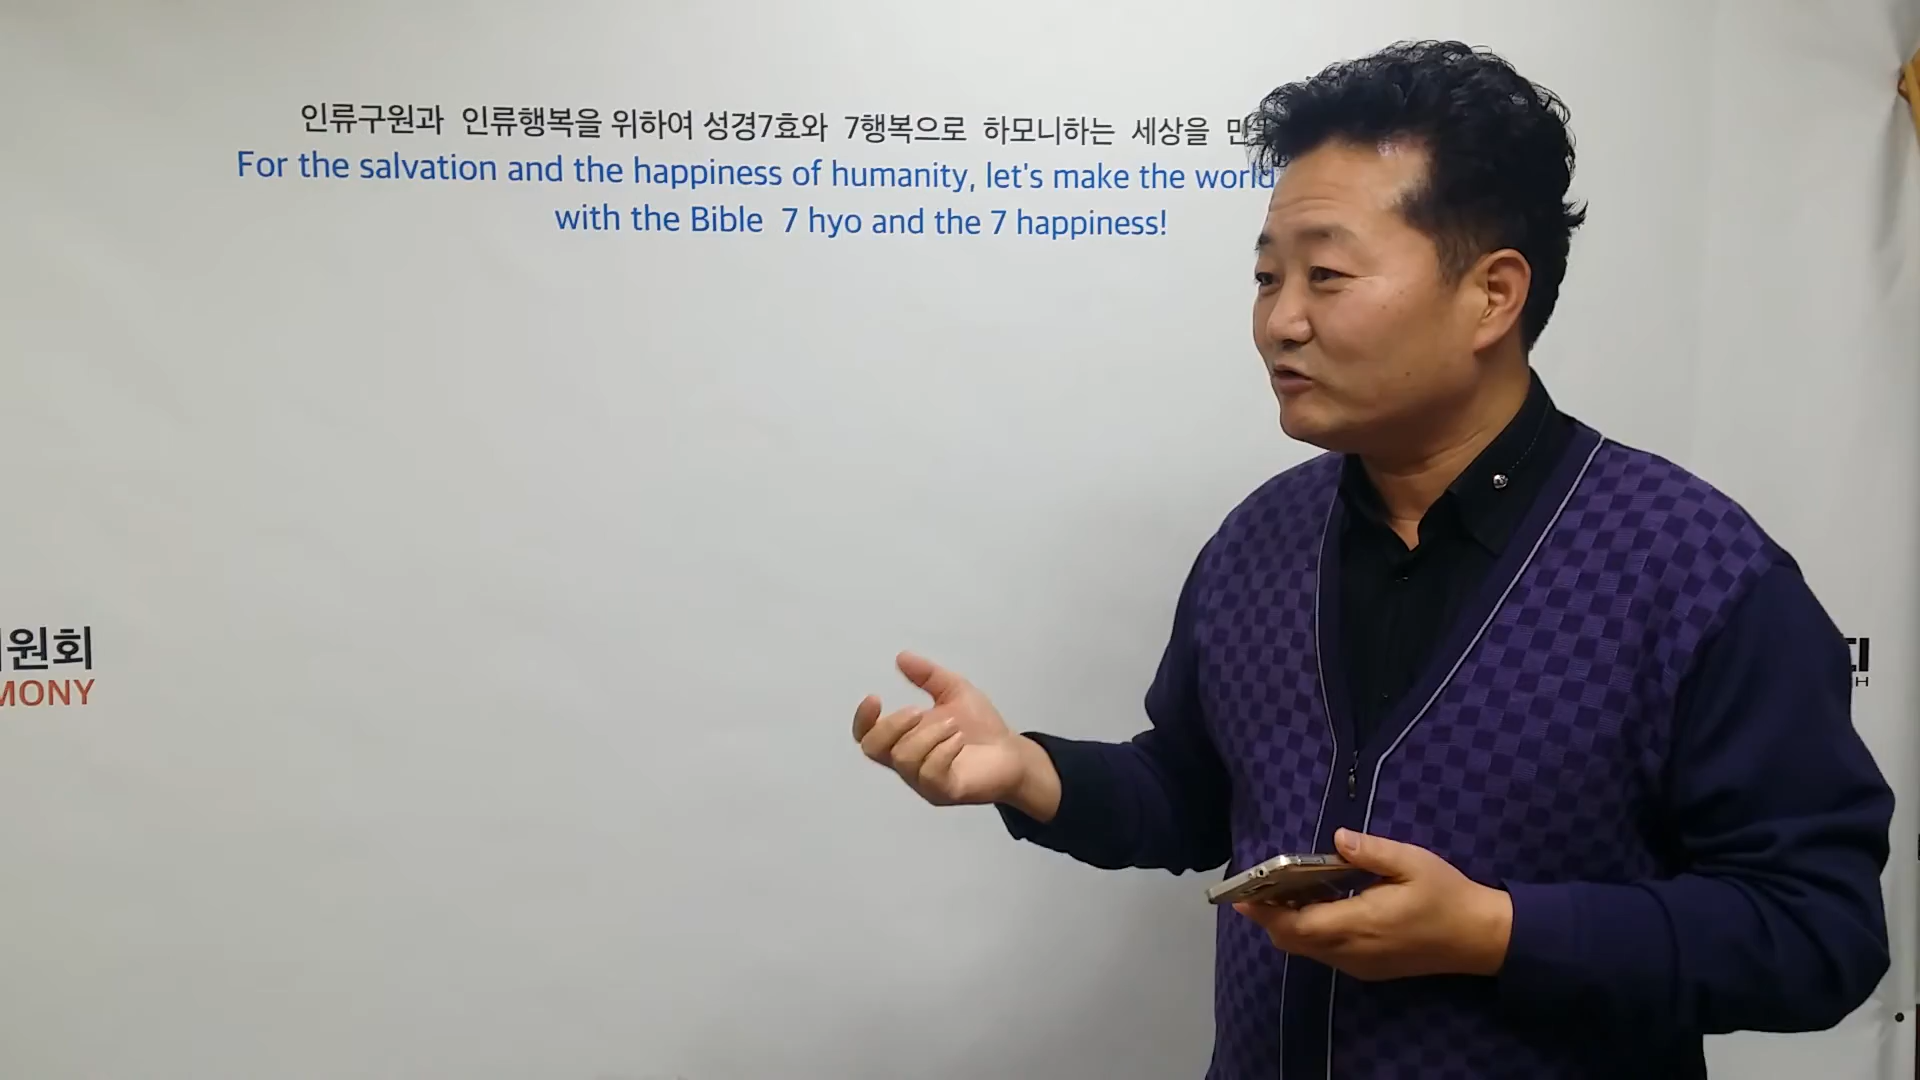 인류구원과 인류행복을 위하여 성경7효와 7행복으로 하모니하는 세상을
For the salvation and the happiness of humanity, let's make the world
with the Bible 7 hyo and the 7 happiness!
원회
MONY